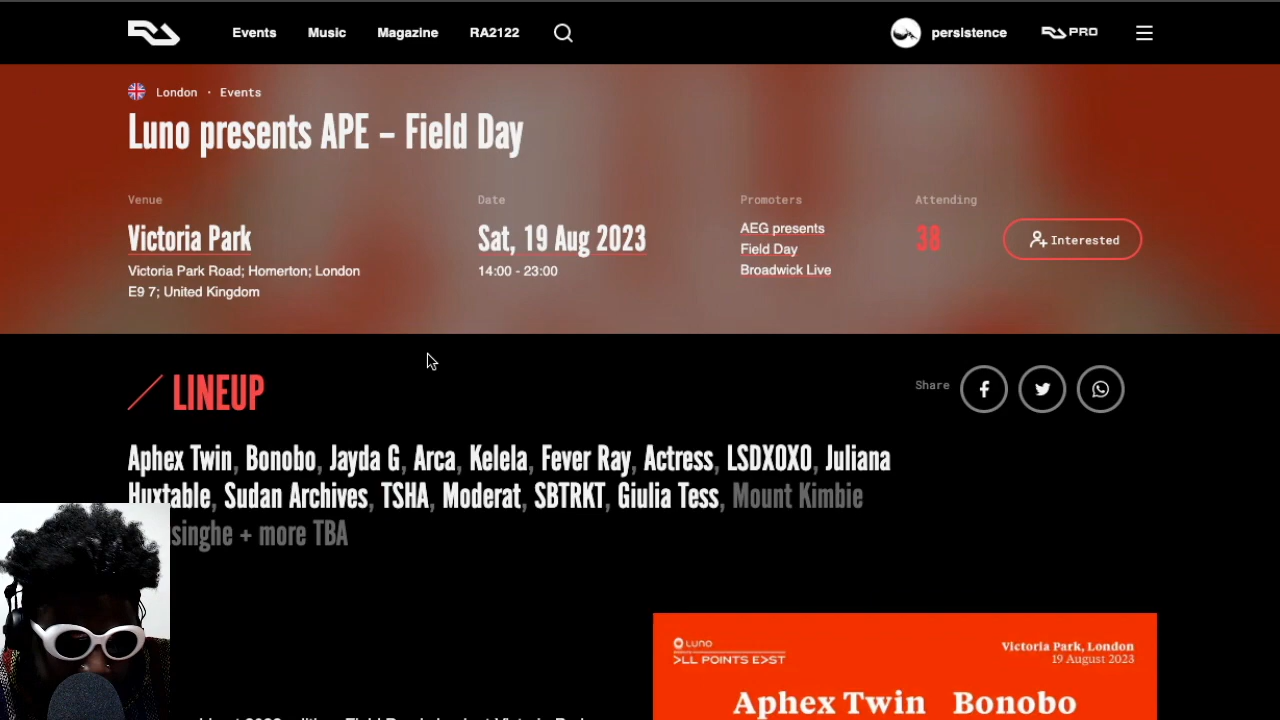 Events Music Magazine RA2122 persistence PRO
London · Events
Luno presents APE – Field Day
Venue Date Promoters Attending
Victoria Park Sat, 19 Aug 2023 AEG presents 38 Interested
Field Day
Victoria Park Road; Homerton; London 14:00 - 23:00 Broadwick Live
E9 7; United Kingdom
LINEUP Share
Aphex Twin, Bonobo, Jayda G, Arca, Kelela, Fever Ray, Actress, LSDXOXO, Juliana
Huxtable, Sudan Archives, TSHA, Moderat, SBTRKT, Giulia Tess, Mount Kimbie
singhe + more TBA
LUNO Victoria Park, London
>LL POINTS E>ST 19 August 2023
Aphex Twin Bonobo